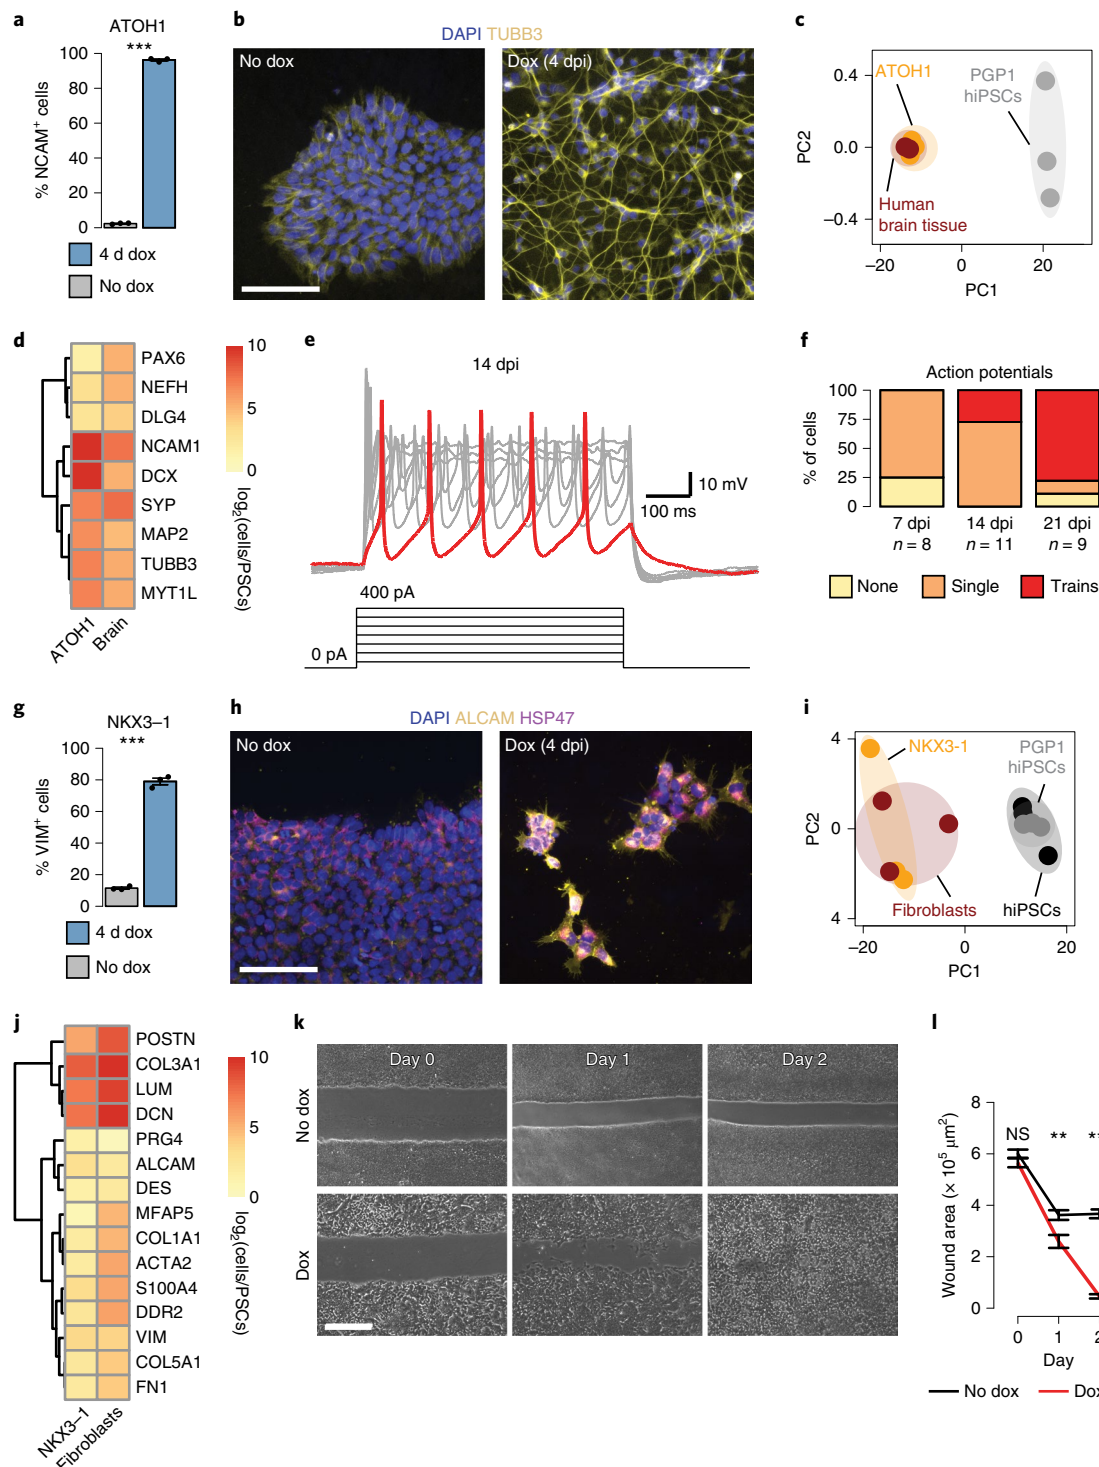 a
ATOH1
***
% NCAM+ cells
100
80
60
40
20
0
4 d dox
No dox
b
DAPI TUBB3
No dox
Dox (4 dpi)
c
ATOH1
PGP1
hiPSCs
Human
brain tissue
PC2
0.4
0.0
−0.4
−20
0
20
PC1
d
PAX6
NEFH
DLG4
NCAM1
DCX
SYP
MAP2
TUBB3
MYT1L
ATOH1
Brain
10
5
0
log2(cells/PSCs)
e
14 dpi
10 mV
100 ms
400 pA
0 pA
f
Action potentials
% of cells
100
75
50
25
0
7 dpi
14 dpi
21 dpi
n = 8
n = 11
n = 9
None
Single
Trains
g
NKX3–1
***
% VIM+ cells
100
80
60
40
20
0
4 d dox
No dox
h
DAPI ALCAM HSP47
No dox
Dox (4 dpi)
i
NKX3-1
PGP1
hiPSCs
Fibroblasts
hiPSCs
PC2
4
0
4
−20
0
20
PC1
j
POSTN
COL3A1
LUM
DCN
PRG4
ALCAM
DES
MFAP5
COL1A1
ACTA2
S100A4
DDR2
VIM
COL5A1
FN1
NKX3–1
Fibroblasts
10
5
0
log2(cells/PSCs)
k
Day 0
Day 1
Day 2
No dox
Dox
l
Wound area (× 10⁵ μm²)
8
6
4
2
0
NS
**
**
0
1
2
Day
No dox
Dox